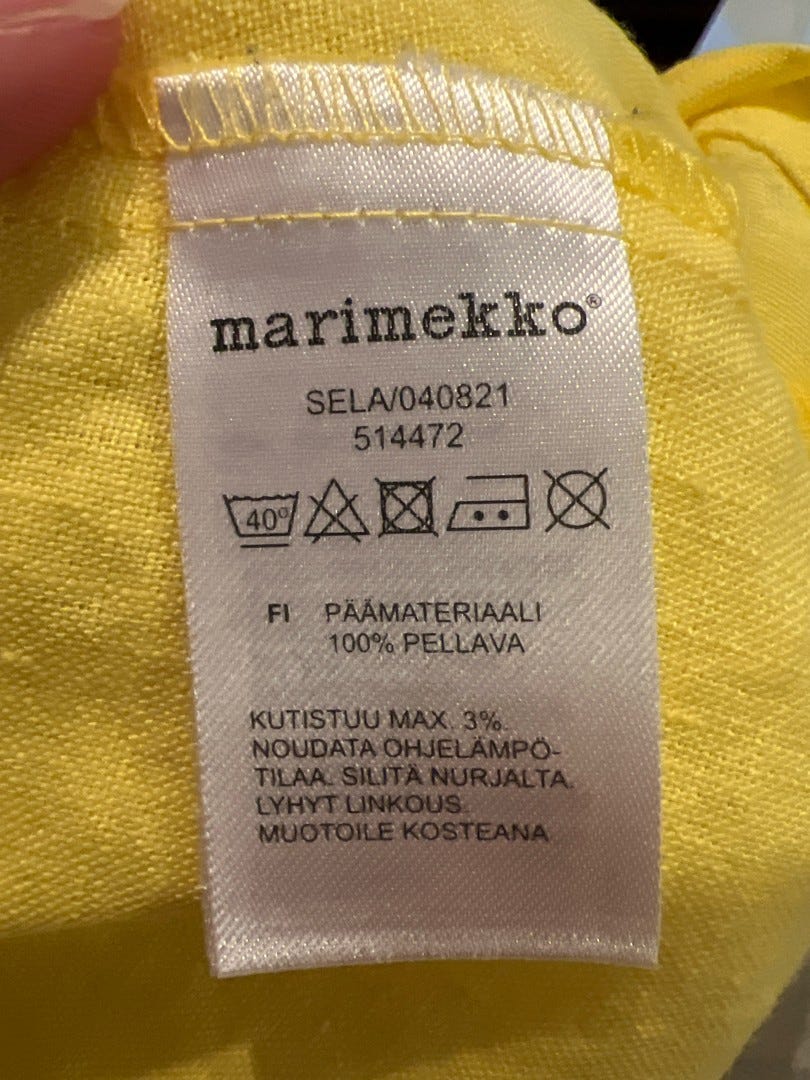 marimekko®
SELA/040821
514472
40°
FI PÄÄMATERIAALI
100% PELLAVA
KUTISTUU MAX. 3%.
NOUDATA OHJELÄMPÖ-
TILAA. SILITÄ NURJALTA.
LYHYT LINKOUS.
MUOTOILE KOSTEANA